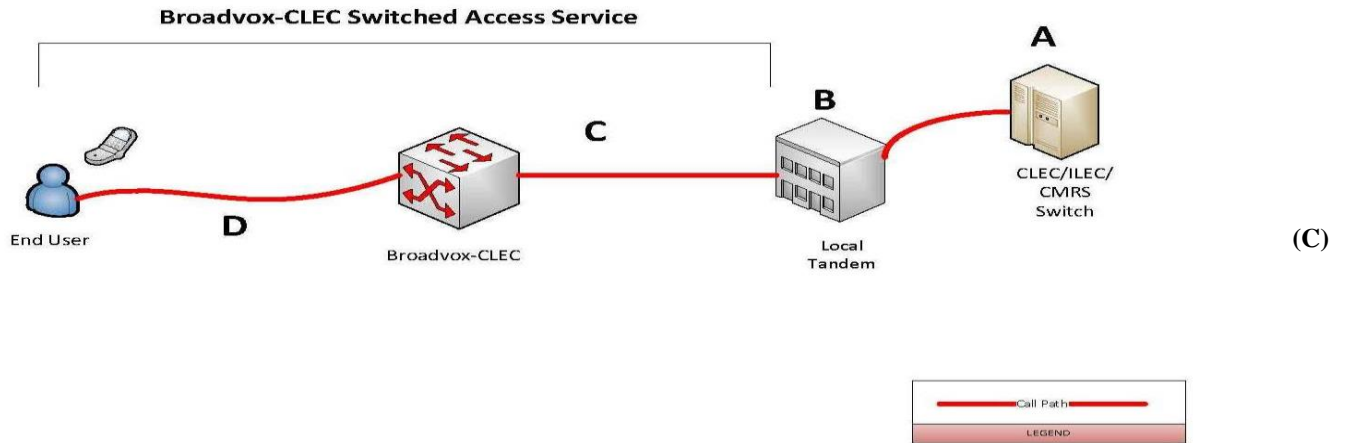 Broadvox-CLEC Switched Access Service
A
B
C
CLEC/ILEC/
CMRS
Switch
D
End User
Broadvox-CLEC
Local
Tandem
(C)
Call Path
LEGEND